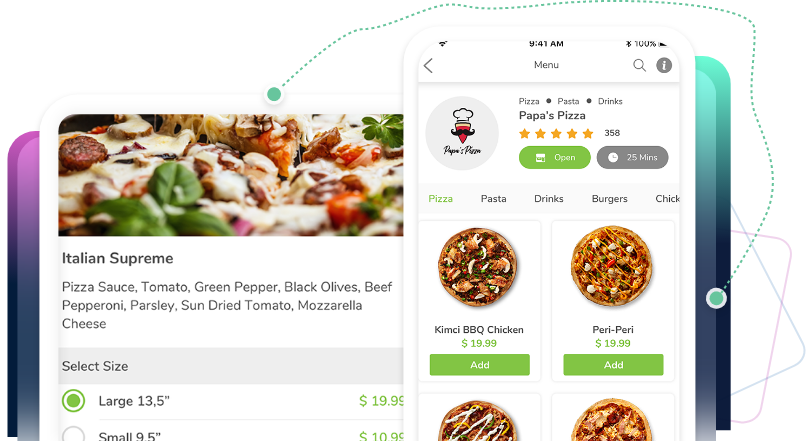 Italian Supreme
Pizza Sauce, Tomato, Green Pepper, Black Olives, Beef
Pepperoni, Parsley, Sun Dried Tomato, Mozzarella
Cheese
Select Size
Large 13,5” $ 19.99
Small 9.5” $ 10.99
9:41 AM 100%
Menu
Pizza • Pasta • Drinks
Papa's Pizza
358
Papa's Pizza
Open 25 Mins
Pizza Pasta Drinks Burgers Chick
Kimci BBQ Chicken Peri-Peri
$ 19.99 $ 19.99
Add Add